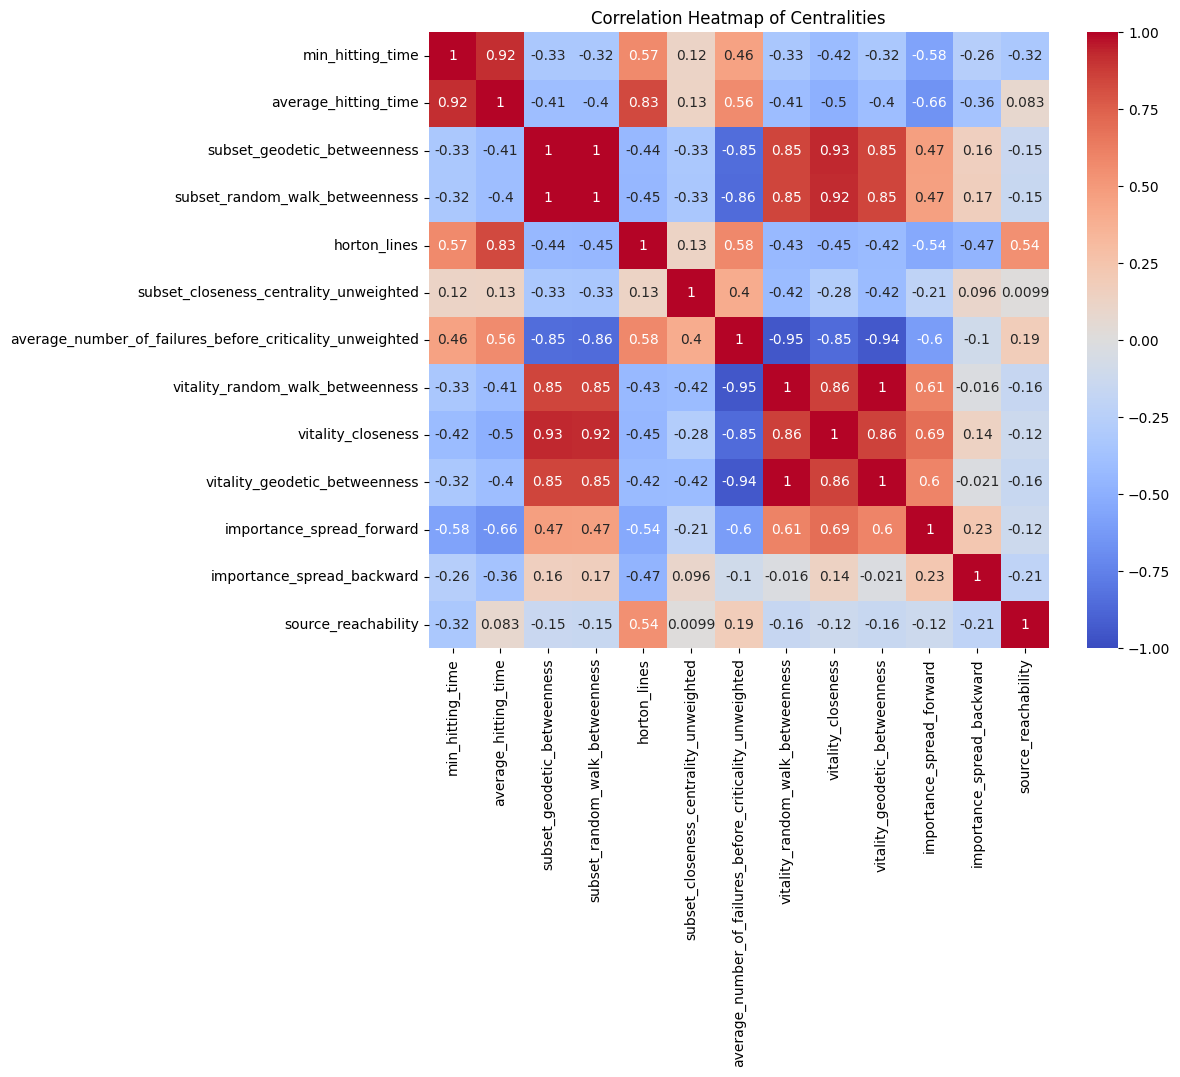 Correlation Heatmap of Centralities
min_hitting_time 1 0.92 -0.33 -0.32 0.57 0.12 0.46 -0.33 -0.42 -0.32 -0.58 -0.26 -0.32
average_hitting_time 0.92 1 -0.41 -0.4 0.83 0.13 0.56 -0.41 -0.5 -0.4 -0.66 -0.36 0.083
subset_geodetic_betweenness -0.33 -0.41 1 1 -0.44 -0.33 -0.85 0.85 0.93 0.85 0.47 0.16 -0.15
subset_random_walk_betweenness -0.32 -0.4 1 1 -0.45 -0.33 -0.86 0.85 0.92 0.85 0.47 0.17 -0.15
horton_lines 0.57 0.83 -0.44 -0.45 1 0.13 0.58 -0.43 -0.45 -0.42 -0.54 -0.47 0.54
subset_closeness_centrality_unweighted 0.12 0.13 -0.33 -0.33 0.13 1 0.4 -0.42 -0.28 -0.42 -0.21 0.096 0.0099
average_number_of_failures_before_criticality_unweighted 0.46 0.56 -0.85 -0.86 0.58 0.4 1 -0.95 -0.85 -0.94 -0.6 -0.1 0.19
vitality_random_walk_betweenness -0.33 -0.41 0.85 0.85 -0.43 -0.42 -0.95 1 0.86 1 0.61 -0.016 -0.16
vitality_closeness -0.42 -0.5 0.93 0.92 -0.45 -0.28 -0.85 0.86 1 0.86 0.69 0.14 -0.12
vitality_geodetic_betweenness -0.32 -0.4 0.85 0.85 -0.42 -0.42 -0.94 1 0.86 1 0.6 -0.021 -0.16
importance_spread_forward -0.58 -0.66 0.47 0.47 -0.54 -0.21 -0.6 0.61 0.69 0.6 1 0.23 -0.12
importance_spread_backward -0.26 -0.36 0.16 0.17 -0.47 0.096 -0.1 -0.016 0.14 -0.021 0.23 1 -0.21
source_reachability -0.32 0.083 -0.15 -0.15 0.54 0.0099 0.19 -0.16 -0.12 -0.16 -0.12 -0.21 1
min_hitting_time
average_hitting_time
subset_geodetic_betweenness
subset_random_walk_betweenness
horton_lines
subset_closeness_centrality_unweighted
average_number_of_failures_before_criticality_unweighted
vitality_random_walk_betweenness
vitality_closeness
vitality_geodetic_betweenness
importance_spread_forward
importance_spread_backward
source_reachability
1.00
0.75
0.50
0.25
0.00
−0.25
−0.50
−0.75
−1.00